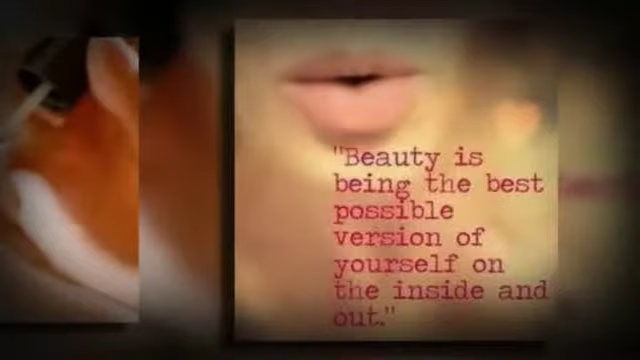 "Beauty is
being the best
possible
version of
yourself on
the inside and
out."